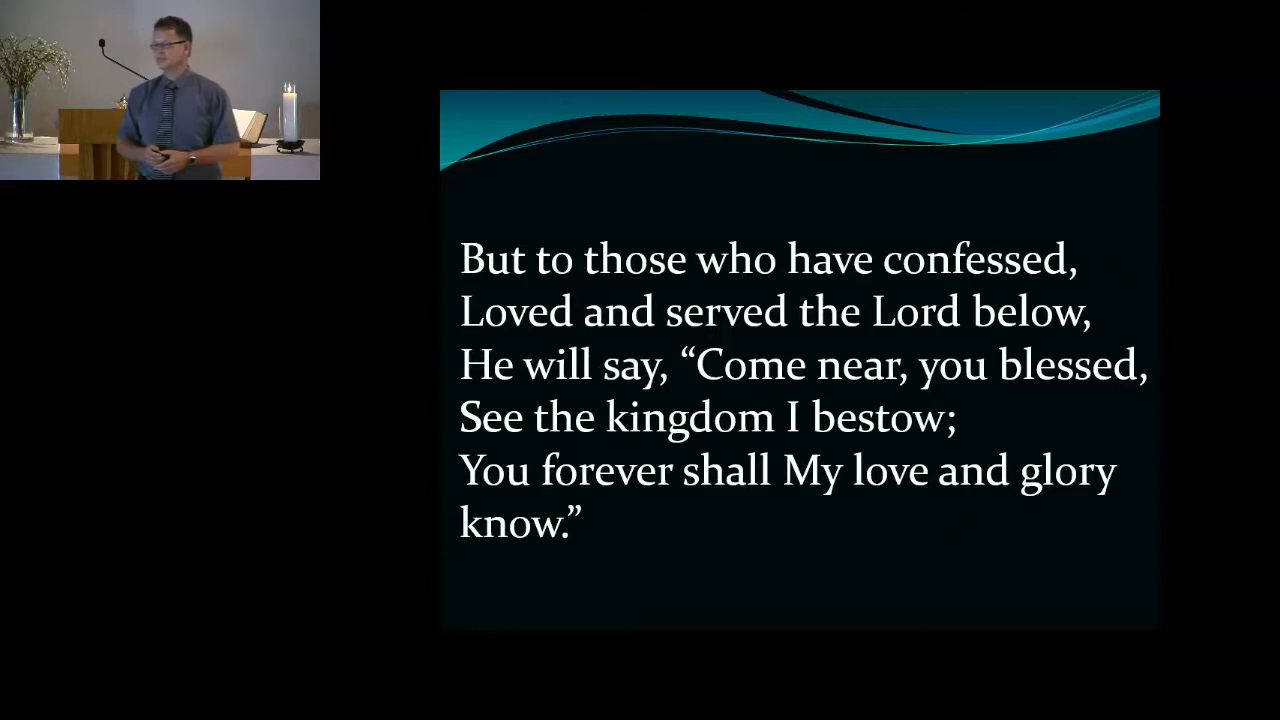 But to those who have confessed,
Loved and served the Lord below,
He will say, “Come near, you blessed,
See the kingdom I bestow;
You forever shall My love and glory
know.”